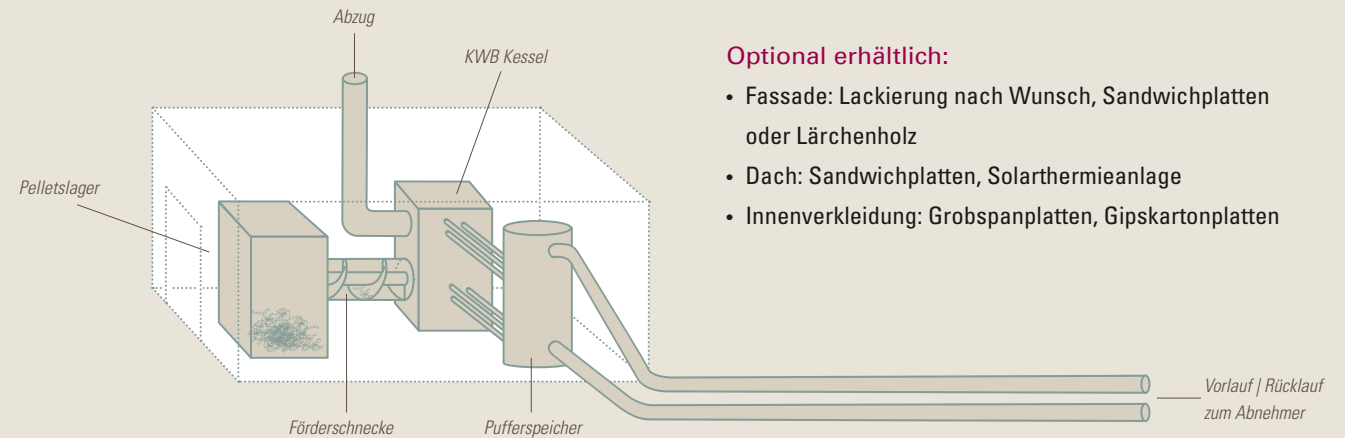 Abzug
KWB Kessel
Pelletslager
Förderschnecke
Pufferspeicher
Vorlauf | Rücklauf
zum Abnehmer
Optional erhältlich:
• Fassade: Lackierung nach Wunsch, Sandwichplatten
oder Lärchenholz
• Dach: Sandwichplatten, Solarthermieanlage
• Innenverkleidung: Grobspanplatten, Gipskartonplatten